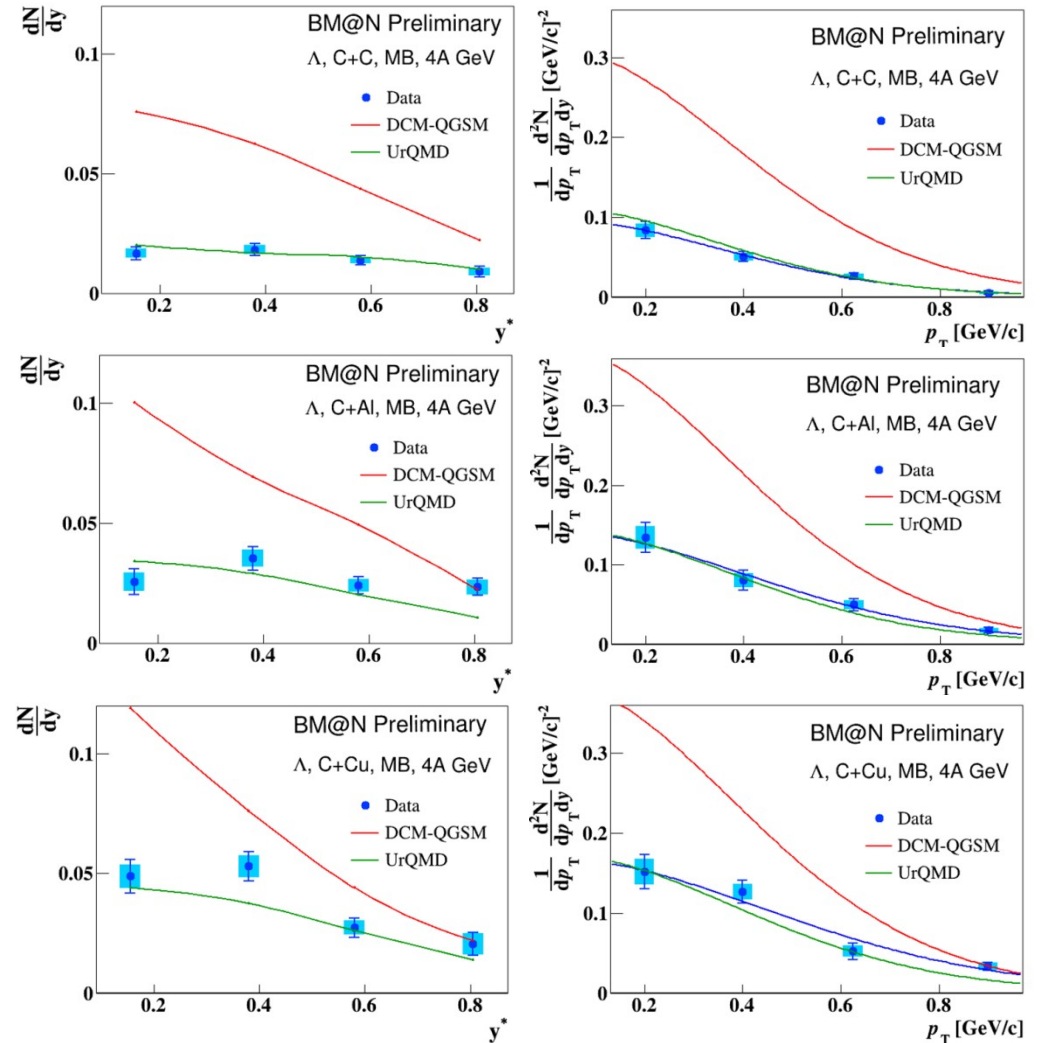 dN
dy
0.1
0.05
0
BM@N Preliminary
Λ, C+C, MB, 4A GeV
Data
DCM-QGSM
UrQMD
0.2 0.4 0.6 0.8
y*
1/dp_T d²N/dp_Tdy [GeV/c]⁻²
0.3
0.2
0.1
0
BM@N Preliminary
Λ, C+C, MB, 4A GeV
Data
DCM-QGSM
UrQMD
0.2 0.4 0.6 0.8
p_T [GeV/c]
dN
dy
0.1
0.05
0
BM@N Preliminary
Λ, C+Al, MB, 4A GeV
Data
DCM-QGSM
UrQMD
0.2 0.4 0.6 0.8
y*
1/dp_T d²N/dp_Tdy [GeV/c]⁻²
0.3
0.2
0.1
0
BM@N Preliminary
Λ, C+Al, MB, 4A GeV
Data
DCM-QGSM
UrQMD
0.2 0.4 0.6 0.8
p_T [GeV/c]
dN
dy
0.1
0.05
0
BM@N Preliminary
Λ, C+Cu, MB, 4A GeV
Data
DCM-QGSM
UrQMD
0.2 0.4 0.6 0.8
y*
1/dp_T d²N/dp_Tdy [GeV/c]⁻²
0.3
0.2
0.1
0
BM@N Preliminary
Λ, C+Cu, MB, 4A GeV
Data
DCM-QGSM
UrQMD
0.2 0.4 0.6 0.8
p_T [GeV/c]